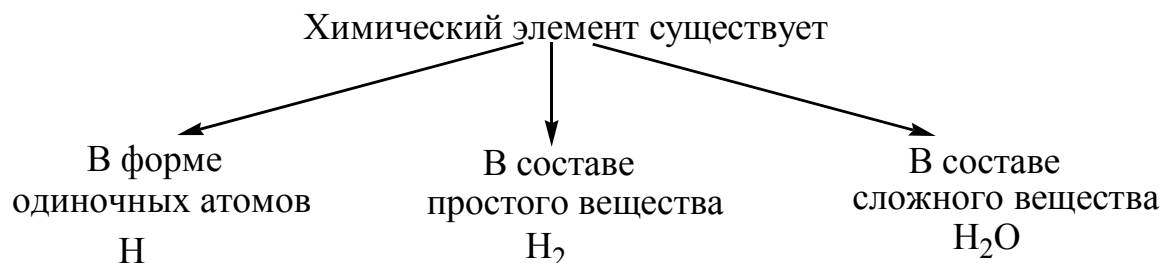 Химический элемент существует
В форме
одиночных атомов
H
В составе
простого вещества
H₂
В составе
сложного вещества
H₂O